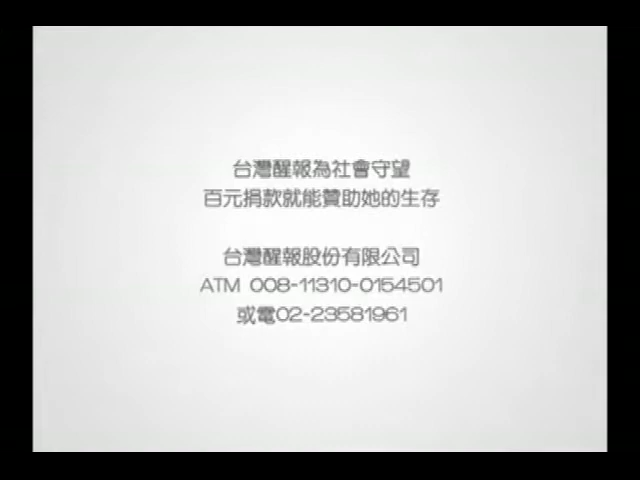 台灣醒報為社會守望
百元捐款就能贊助她的生存
台灣醒報股份有限公司
ATM 008-11310-0154501
或電02-23581961